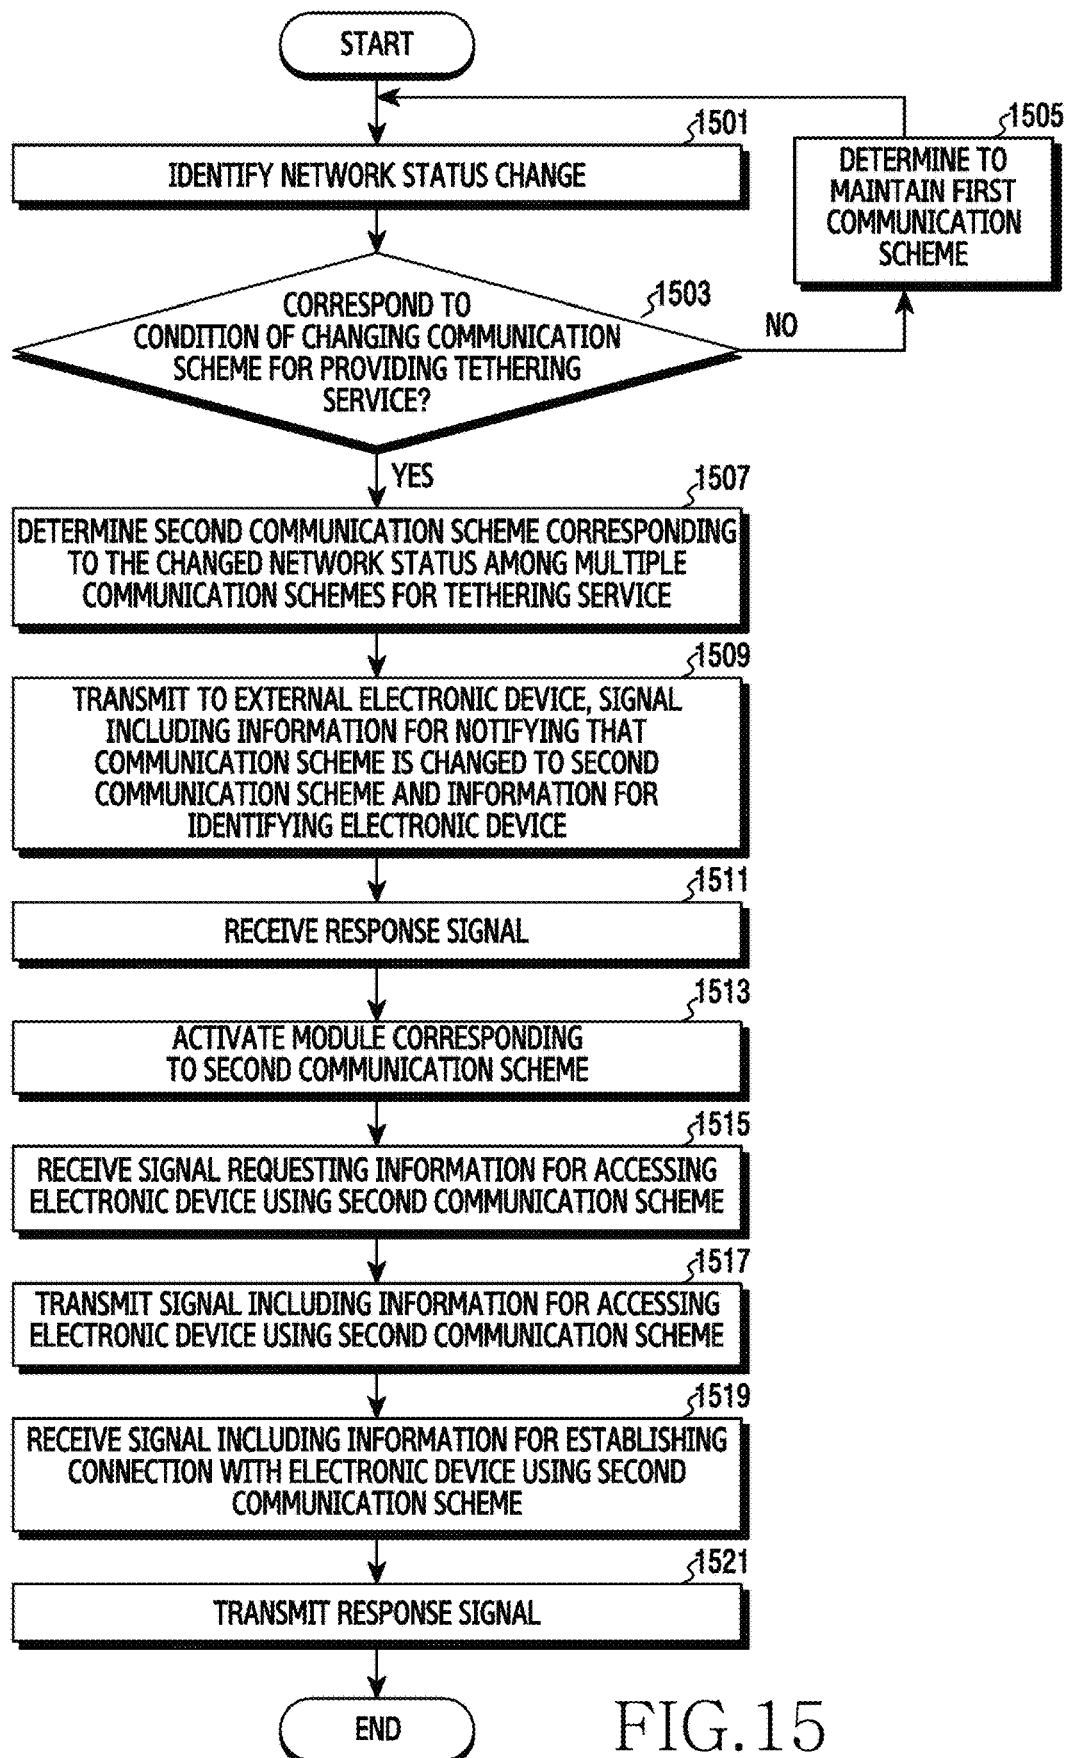 START
1501
IDENTIFY NETWORK STATUS CHANGE
1505
DETERMINE TO
MAINTAIN FIRST
COMMUNICATION
SCHEME
1503
CORRESPOND TO
CONDITION OF CHANGING COMMUNICATION
SCHEME FOR PROVIDING TETHERING
SERVICE?
NO
YES
1507
DETERMINE SECOND COMMUNICATION SCHEME CORRESPONDING
TO THE CHANGED NETWORK STATUS AMONG MULTIPLE
COMMUNICATION SCHEMES FOR TETHERING SERVICE
1509
TRANSMIT TO EXTERNAL ELECTRONIC DEVICE, SIGNAL
INCLUDING INFORMATION FOR NOTIFYING THAT
COMMUNICATION SCHEME IS CHANGED TO SECOND
COMMUNICATION SCHEME AND INFORMATION FOR
IDENTIFYING ELECTRONIC DEVICE
1511
RECEIVE RESPONSE SIGNAL
1513
ACTIVATE MODULE CORRESPONDING
TO SECOND COMMUNICATION SCHEME
1515
RECEIVE SIGNAL REQUESTING INFORMATION FOR ACCESSING
ELECTRONIC DEVICE USING SECOND COMMUNICATION SCHEME
1517
TRANSMIT SIGNAL INCLUDING INFORMATION FOR ACCESSING
ELECTRONIC DEVICE USING SECOND COMMUNICATION SCHEME
1519
RECEIVE SIGNAL INCLUDING INFORMATION FOR ESTABLISHING
CONNECTION WITH ELECTRONIC DEVICE USING SECOND
COMMUNICATION SCHEME
1521
TRANSMIT RESPONSE SIGNAL
END
FIG.15